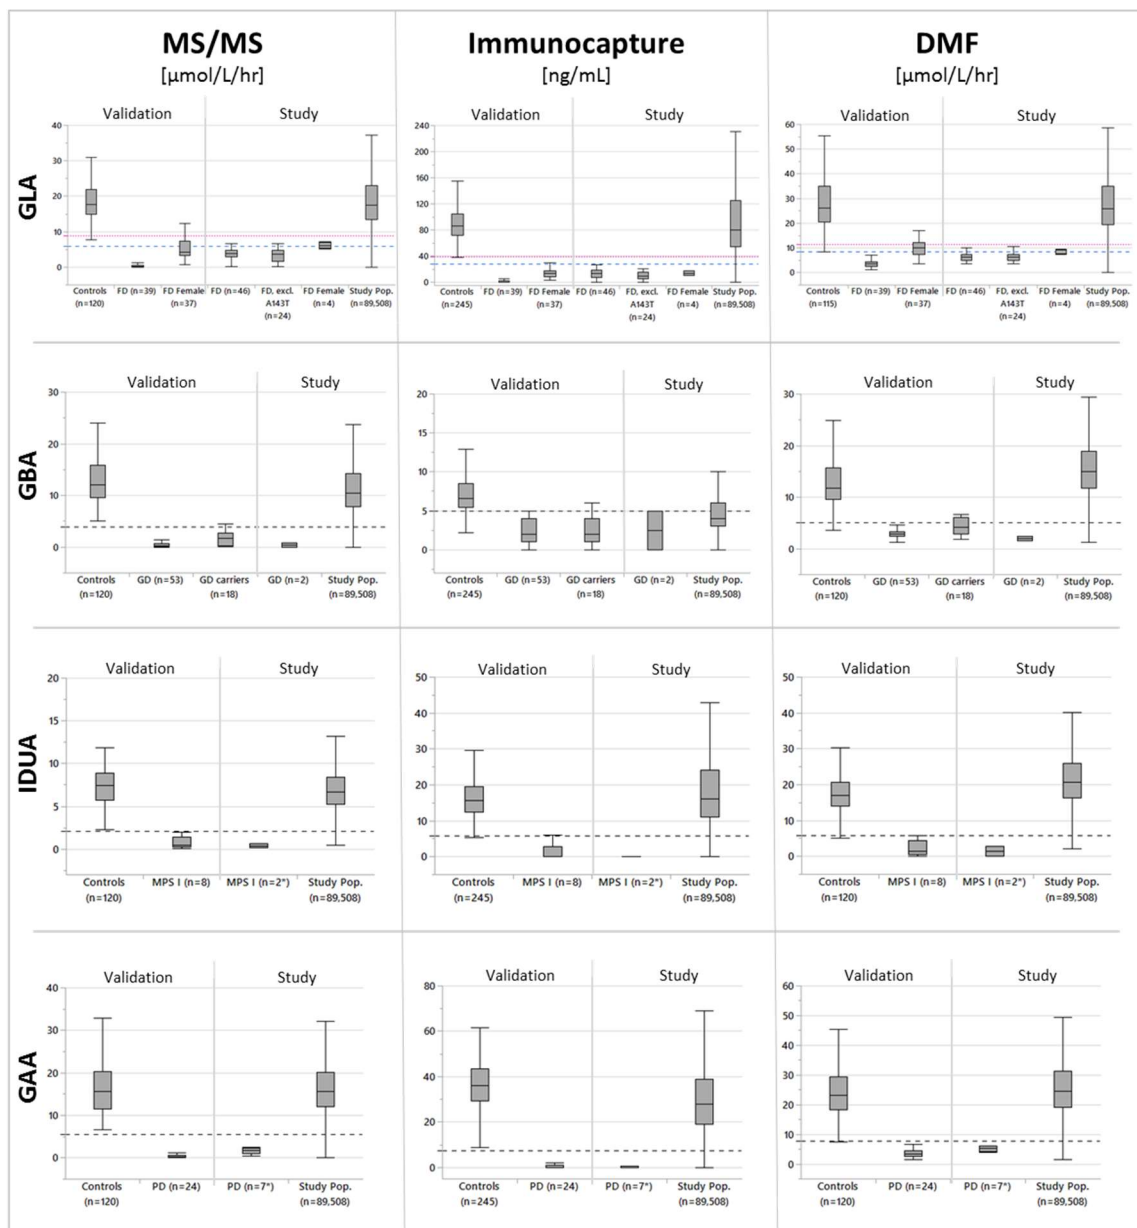 MS/MS
[µmol/L/hr]
Immunocapture
[ng/mL]
DMF
[µmol/L/hr]
GLA
Validation Study
40
30
20
10
0
Controls (n=120)
FD (n=39)
FD Female (n=37)
FD (n=46)
FD, excl. A143T (n=24)
FD Female (n=4)
Study Pop. (n=89,508)
Validation Study
240
200
160
120
80
40
0
Controls (n=245)
FD (n=39)
FD Female (n=37)
FD (n=46)
FD, excl. A143T (n=24)
FD Female (n=4)
Study Pop. (n=89,508)
Validation Study
60
50
40
30
20
10
0
Controls (n=115)
FD (n=39)
FD Female (n=37)
FD (n=46)
FD, excl. A143T (n=24)
FD Female (n=4)
Study Pop. (n=89,508)
GBA
Validation Study
30
20
10
0
Controls (n=120)
GD (n=53)
GD carriers (n=18)
GD (n=2)
Study Pop. (n=89,508)
Validation Study
20
15
10
5
0
Controls (n=245)
GD (n=53)
GD carriers (n=18)
GD (n=2)
Study Pop. (n=89,508)
Validation Study
30
20
10
0
Controls (n=120)
GD (n=53)
GD carriers (n=18)
GD (n=2)
Study Pop. (n=89,508)
IDUA
Validation Study
20
15
10
5
0
Controls (n=120)
MPS I (n=8)
MPS I (n=2*)
Study Pop. (n=89,508)
Validation Study
50
40
30
20
10
0
Controls (n=245)
MPS I (n=8)
MPS I (n=2*)
Study Pop. (n=89,508)
Validation Study
50
40
30
20
10
0
Controls (n=120)
MPS I (n=8)
MPS I (n=2*)
Study Pop. (n=89,508)
GAA
Validation Study
40
30
20
10
0
Controls (n=120)
PD (n=24)
PD (n=7*)
Study Pop. (n=89,508)
Validation Study
80
60
40
20
0
Controls (n=245)
PD (n=24)
PD (n=7*)
Study Pop. (n=89,508)
Validation Study
60
50
40
30
20
10
0
Controls (n=120)
PD (n=24)
PD (n=7*)
Study Pop. (n=89,508)